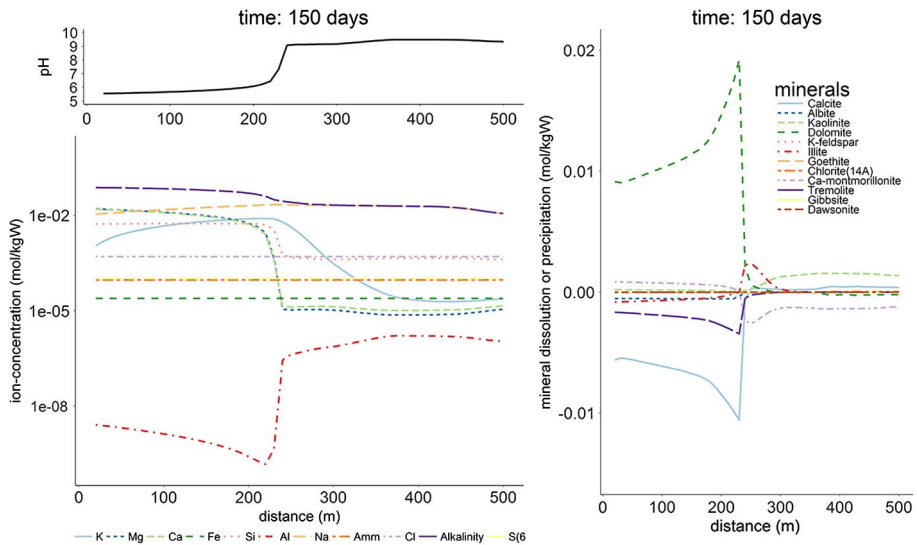 time: 150 days
pH
10
9
8
7
6
5
0 100 200 300 400 500
ion-concentration (mol/kgW)
1e-02
1e-05
1e-08
0 100 200 300 400 500
distance (m)
K Mg Ca Fe Si Al Na Amm Cl Alkalinity S(6
time: 150 days
mineral dissolution or precipitation (mol/kgW)
0.02
0.01
0.00
-0.01
minerals
Calcite
Albite
Kaolinite
Dolomite
K-feldspar
Illite
Goethite
Chlorite(14A)
Ca-montmorillonite
Tremolite
Gibbsite
Dawsonite
0 100 200 300 400 500
distance (m)